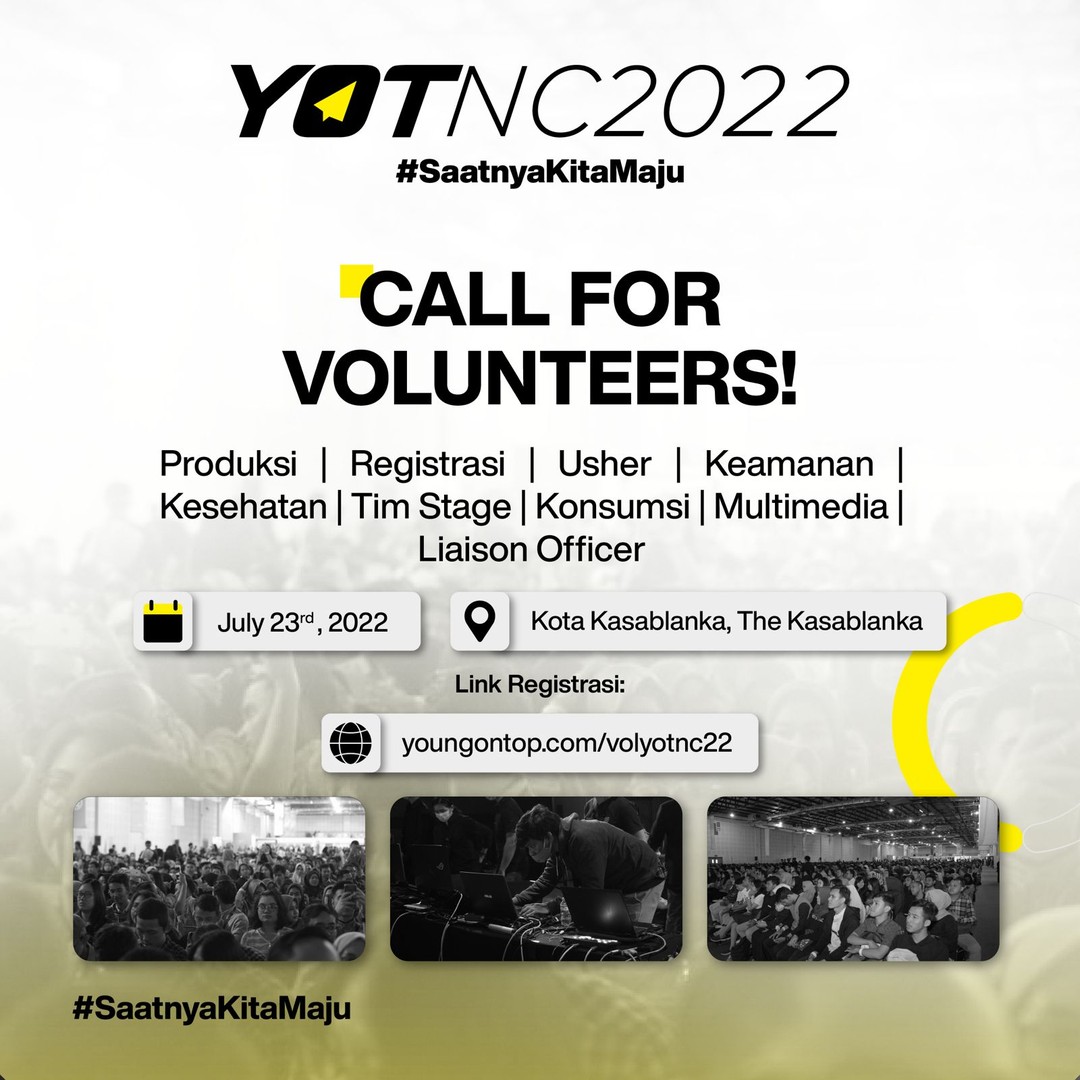 YOTNC2022
#SaatnyaKitaMaju
CALL FOR
VOLUNTEERS!
Produksi | Registrasi | Usher | Keamanan |
Kesehatan | Tim Stage | Konsumsi | Multimedia |
Liaison Officer
July 23rd, 2022
Kota Kasablanka, The Kasablanka
Link Registrasi:
youngontop.com/volyotnc22
#SaatnyaKitaMaju